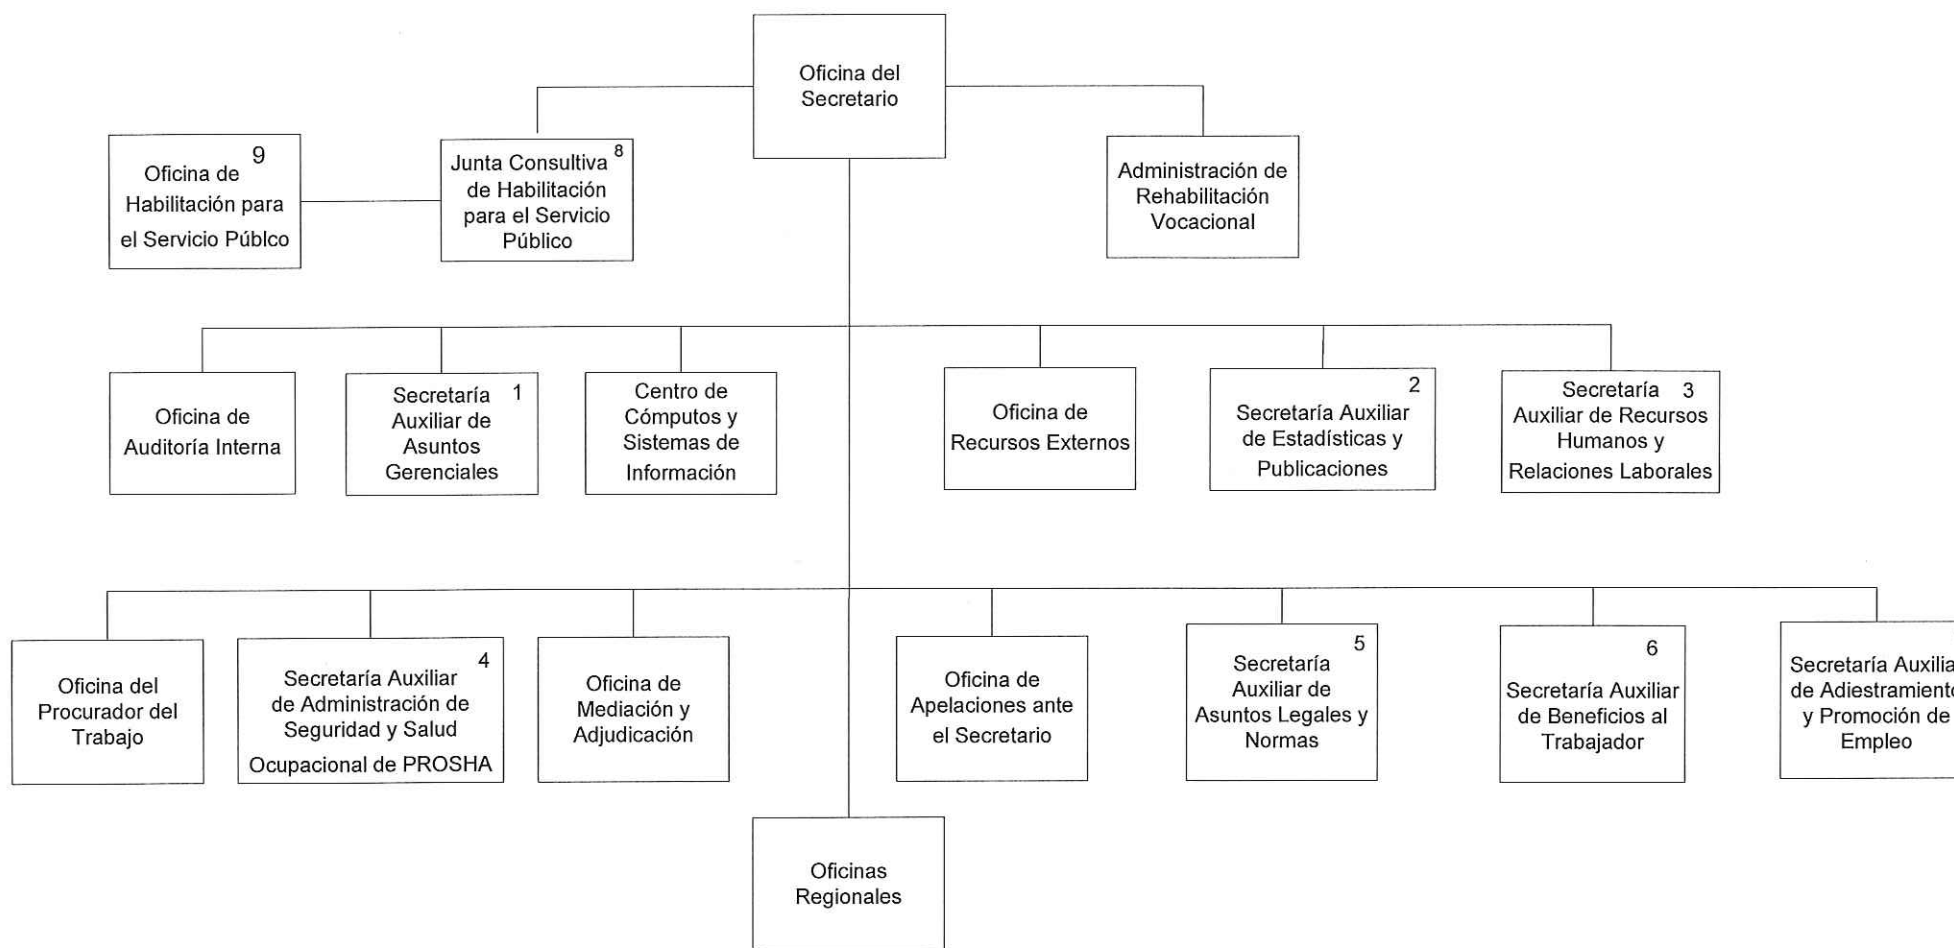 Oficina del
Secretario
9
Oficina de
Habilitación para
el Servicio Públco
8
Junta Consultiva
de Habilitación
para el Servicio
Público
Administración de
Rehabilitación
Vocacional
Oficina de
Auditoría Interna
1
Secretaría
Auxiliar de
Asuntos
Gerenciales
Centro de
Cómputos y
Sistemas de
Información
Oficina de
Recursos Externos
2
Secretaría Auxiliar
de Estadísticas y
Publicaciones
Secretaría 3
Auxiliar de Recursos
Humanos y
Relaciones Laborales
Oficina del
Procurador del
Trabajo
4
Secretaría Auxiliar
de Administración de
Seguridad y Salud
Ocupacional de PROSHA
Oficina de
Mediación y
Adjudicación
Oficina de
Apelaciones ante
el Secretario
5
Secretaría
Auxiliar de
Asuntos Legales y
Normas
6
Secretaría Auxiliar
de Beneficios al
Trabajador
Secretaría Auxilia
de Adiestramiento
y Promoción de
Empleo
Oficinas
Regionales